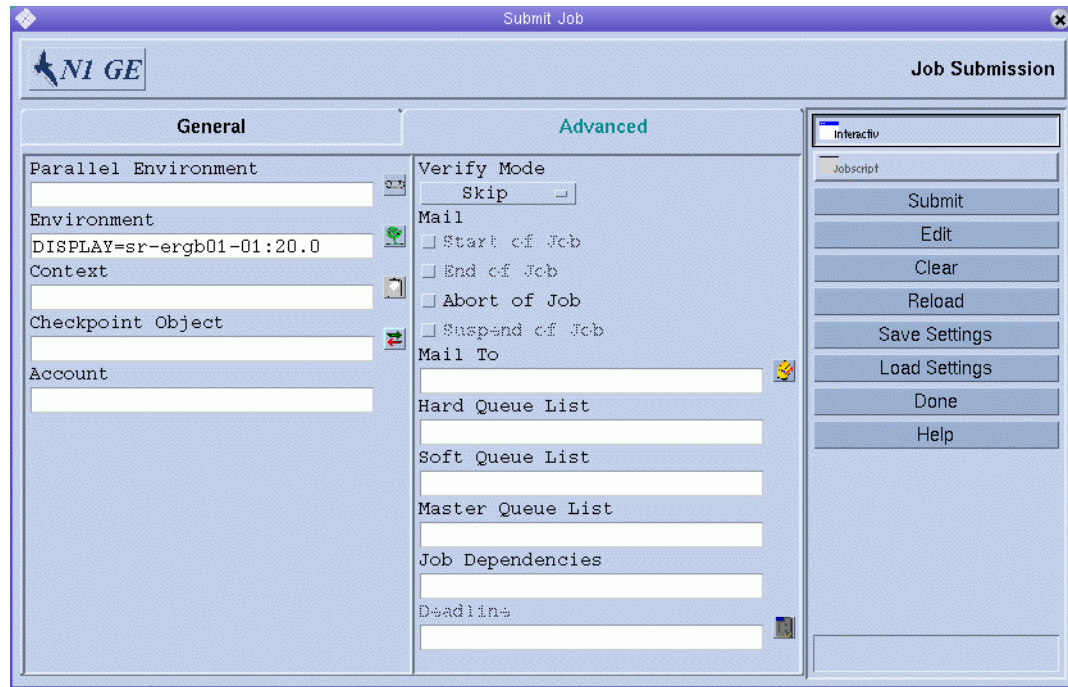 Submit Job
N1 GE
Job Submission
General
Advanced
Parallel Environment
Environment
DISPLAY=sr-ergb01-01:20.0
Context
Checkpoint Object
Account
Verify Mode
Skip
Mail
Start of Job
End of Job
Abort of Job
Suspend of Job
Mail To
Hard Queue List
Soft Queue List
Master Queue List
Job Dependencies
Deadline
Interactiv
Jobscript
Submit
Edit
Clear
Reload
Save Settings
Load Settings
Done
Help